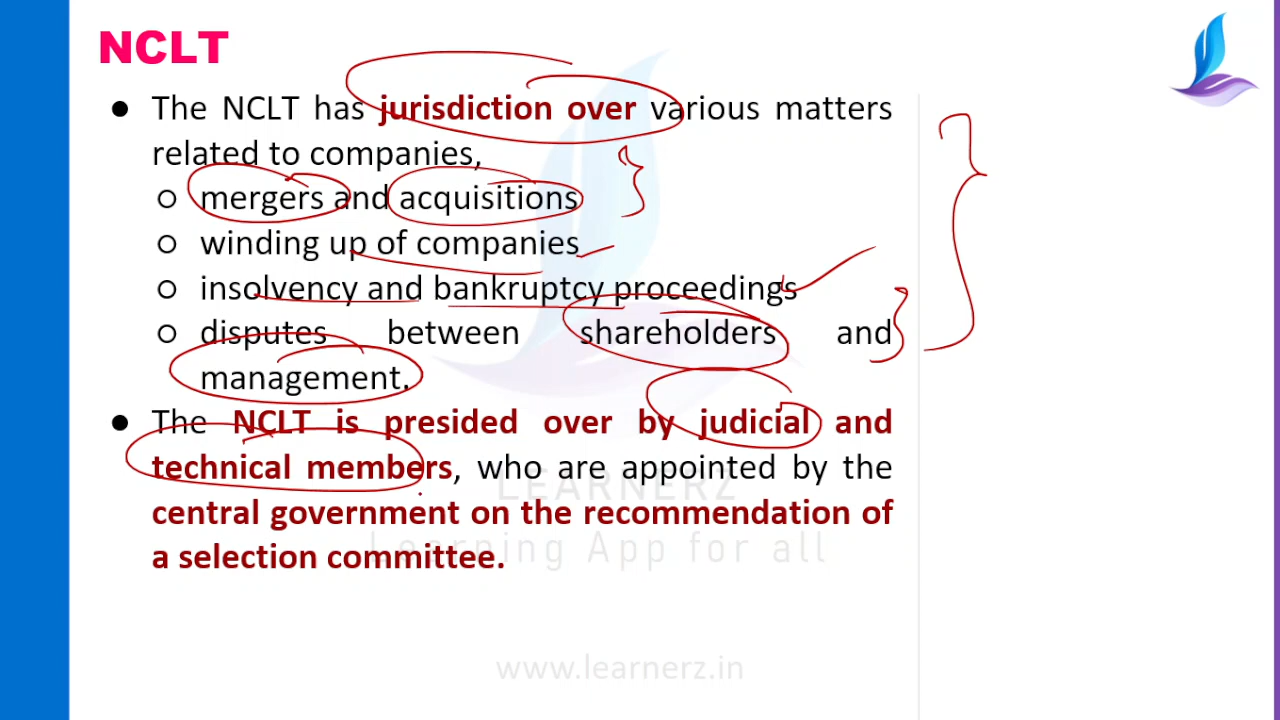 NCLT
● The NCLT has jurisdiction over various matters
related to companies,
○ mergers and acquisitions
○ winding up of companies
○ insolvency and bankruptcy proceedings
○ disputes between shareholders and
management.
● The NCLT is presided over by judicial and
technical members, who are appointed by the
central government on the recommendation of
a selection committee.
LEARNERZ
Learning App for all
www.learnerz.in